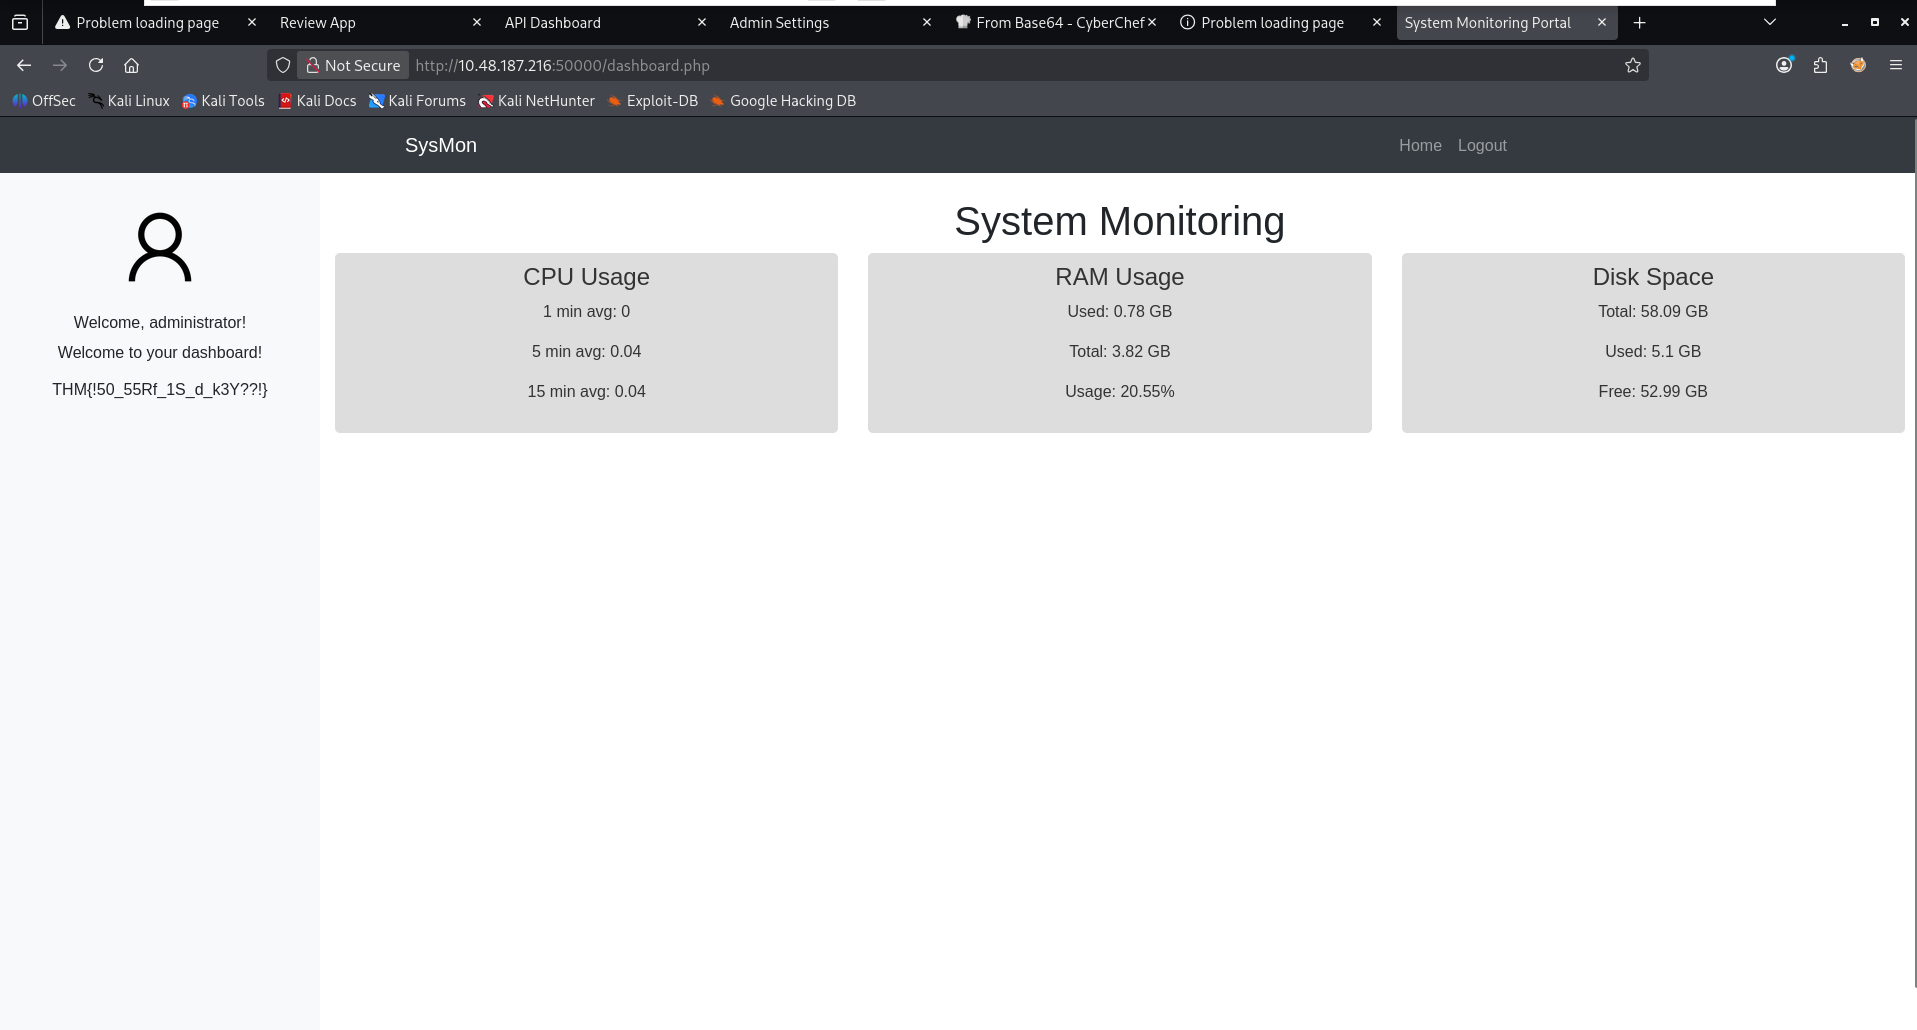 Problem loading page
Review App
API Dashboard
Admin Settings
From Base64 - CyberChef
Problem loading page
System Monitoring Portal
Not Secure
http://10.48.187.216:50000/dashboard.php
OffSec
Kali Linux
Kali Tools
Kali Docs
Kali Forums
Kali NetHunter
Exploit-DB
Google Hacking DB
SysMon
Home
Logout
Welcome, administrator!
Welcome to your dashboard!
THM{!50_55Rf_1S_d_k3Y??!}
System Monitoring
CPU Usage
1 min avg: 0
5 min avg: 0.04
15 min avg: 0.04
RAM Usage
Used: 0.78 GB
Total: 3.82 GB
Usage: 20.55%
Disk Space
Total: 58.09 GB
Used: 5.1 GB
Free: 52.99 GB